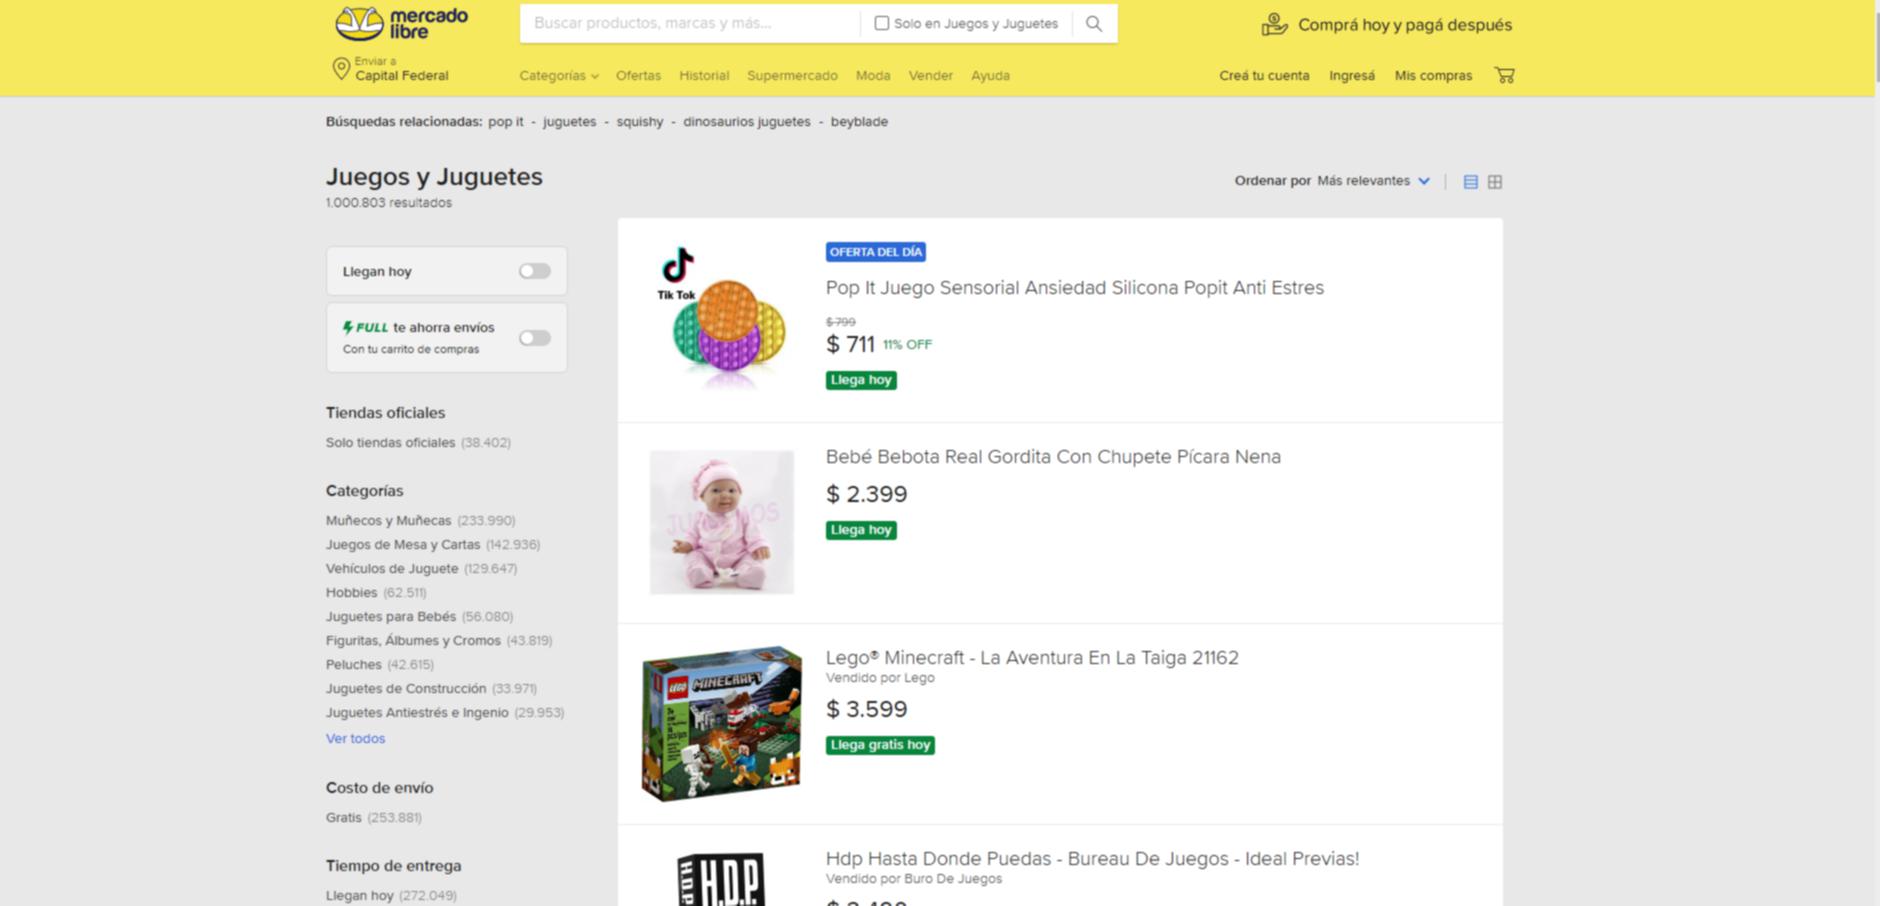 mercado
libre
Buscar productos, marcas y más...
Solo en Juegos y Juguetes
Comprá hoy y pagá después
Enviar a
Capital Federal
Categorías Ofertas Historial Supermercado Moda Vender Ayuda
Creá tu cuenta Ingresá Mis compras
Búsquedas relacionadas: pop it - juguetes - squishy - dinosaurios juguetes - beyblade
Juegos y Juguetes
1.000.803 resultados
Ordenar por Más relevantes
Llegan hoy
FULL te ahorra envíos
Con tu carrito de compras
Tiendas oficiales
Solo tiendas oficiales (38.402)
Categorías
Muñecos y Muñecas (233.990)
Juegos de Mesa y Cartas (142.936)
Vehículos de Juguete (129.647)
Hobbies (62.511)
Juguetes para Bebés (56.080)
Figuritas, Álbumes y Cromos (43.819)
Peluches (42.615)
Juguetes de Construcción (33.971)
Juguetes Antiestrés e Ingenio (29.953)
Ver todos
Costo de envío
Gratis (253.881)
Tiempo de entrega
Llegan hoy (272.049)
Tik Tok
OFERTA DEL DÍA
Pop It Juego Sensorial Ansiedad Silicona Popit Anti Estres
$ 799
$ 711 11% OFF
Llega hoy
Bebé Bebota Real Gordita Con Chupete Pícara Nena
$ 2.399
Llega hoy
LEGO MINECRAFT
Lego® Minecraft - La Aventura En La Taiga 21162
Vendido por Lego
$ 3.599
Llega gratis hoy
H.D.P. H.D.P.
Hdp Hasta Donde Puedas - Bureau De Juegos - Ideal Previas!
Vendido por Buro De Juegos